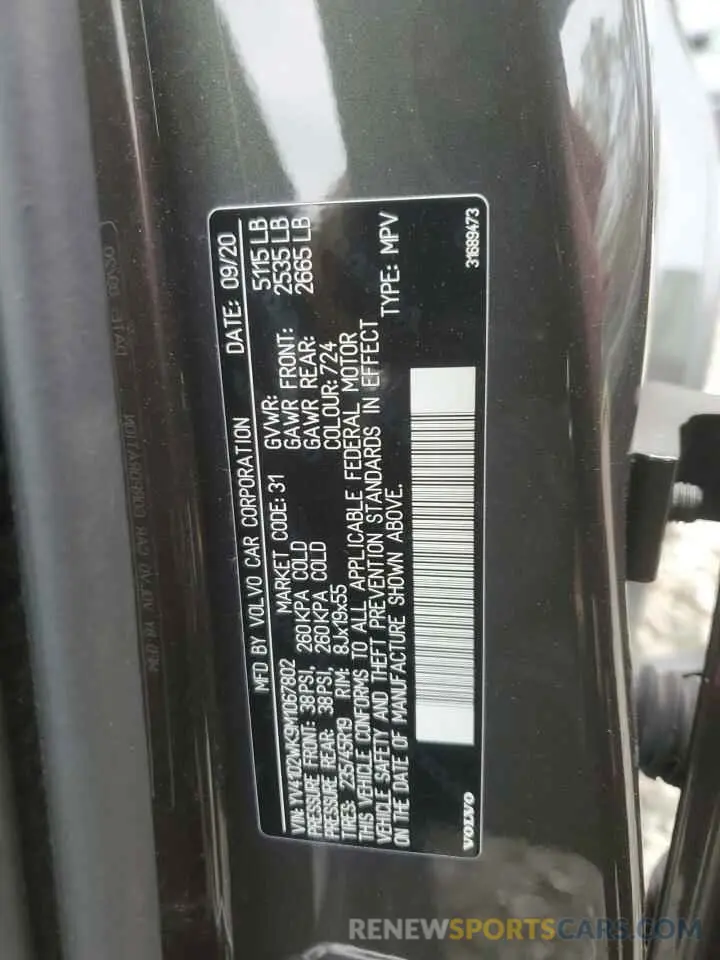 MFD BY VOLVO CAR CORPORATION DATE: 09/20
VIN: YV4102WK9M1067802 MARKET CODE: 31 GVWR: 5115 LB
PRESSURE FRONT: 38PSI, 260KPA COLD GAWR FRONT: 2535 LB
PRESSURE REAR: 38PSI, 260KPA COLD GAWR REAR: 2665 LB
TIRES: 235/45R19 RIM: 8Jx19x55 COLOUR: 724
THIS VEHICLE CONFORMS TO ALL APPLICABLE FEDERAL MOTOR
VEHICLE SAFETY AND THEFT PREVENTION STANDARDS IN EFFECT
ON THE DATE OF MANUFACTURE SHOWN ABOVE. TYPE: MPV
VOLVO 31689473
RENEWSPORTSCARS.COM